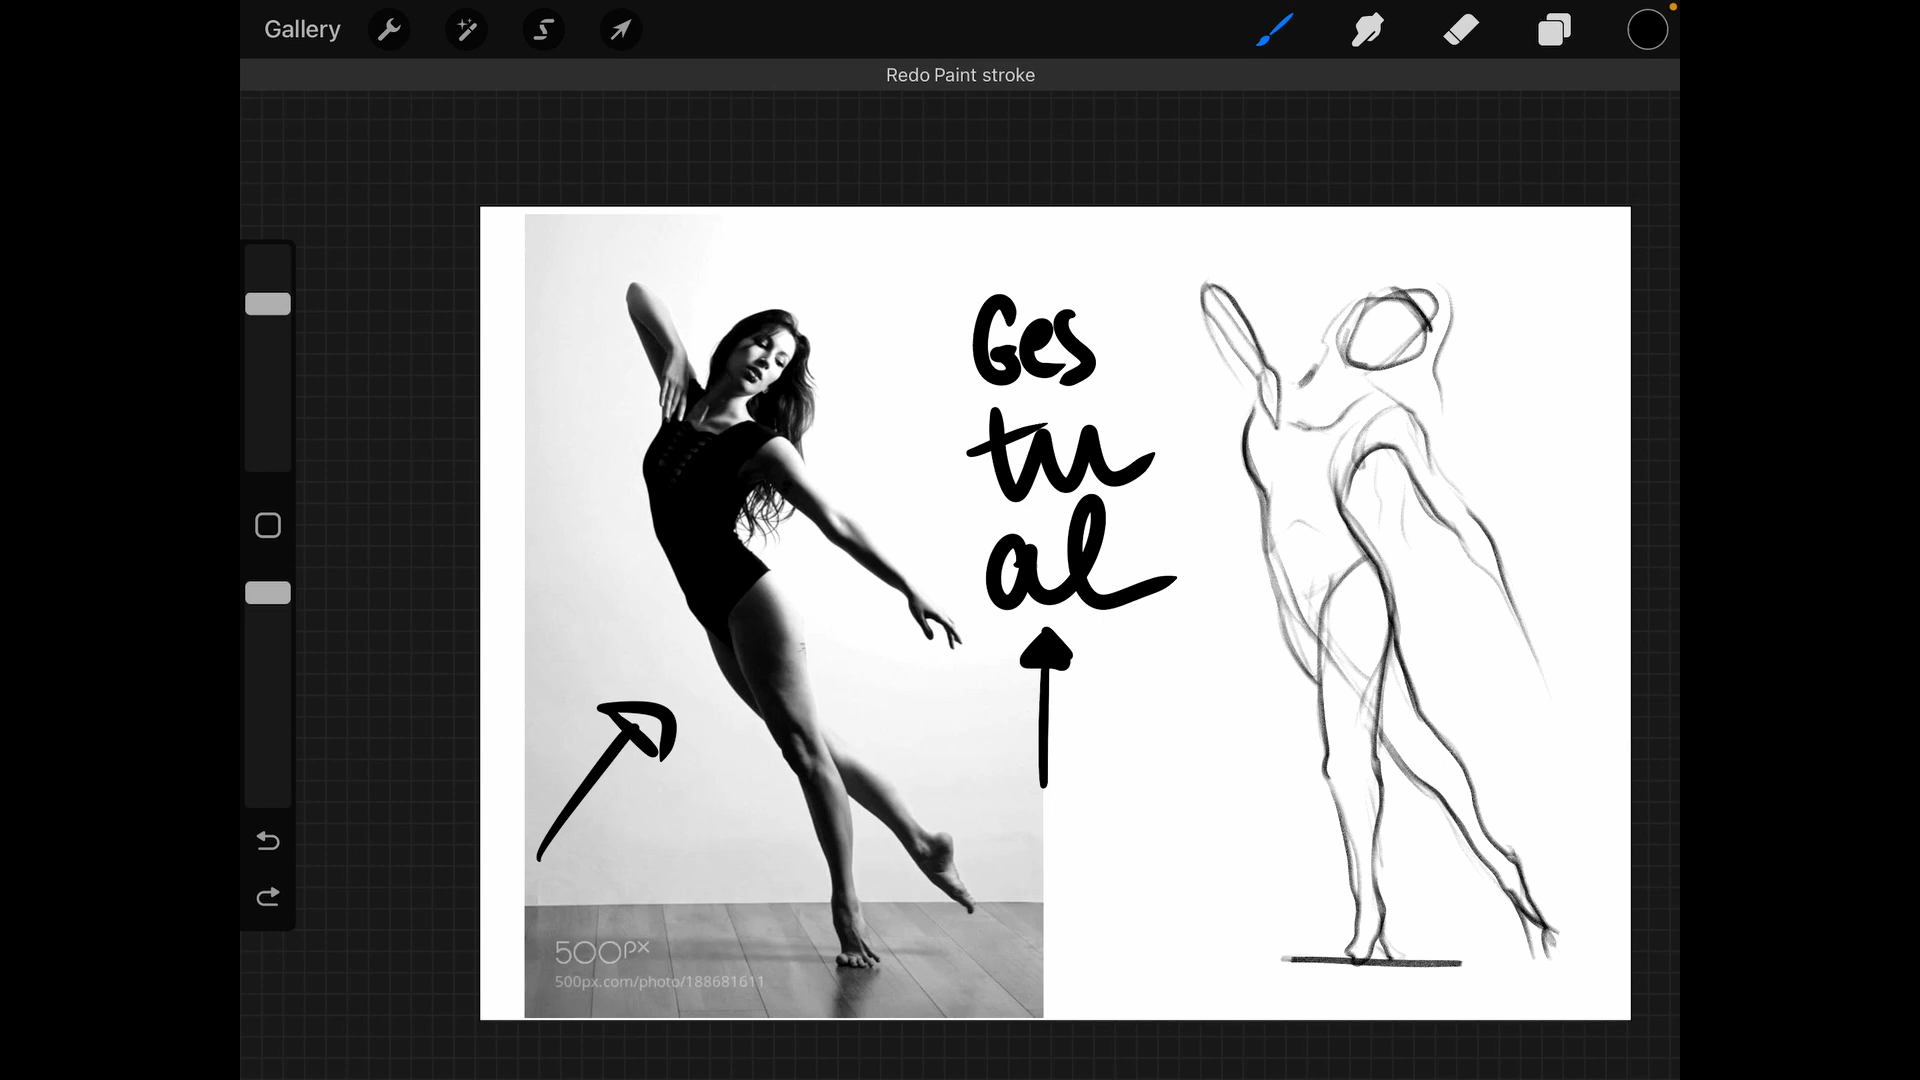 Gallery
Redo Paint stroke
Ges
tu
al
500px
500px.com/photo/188681611